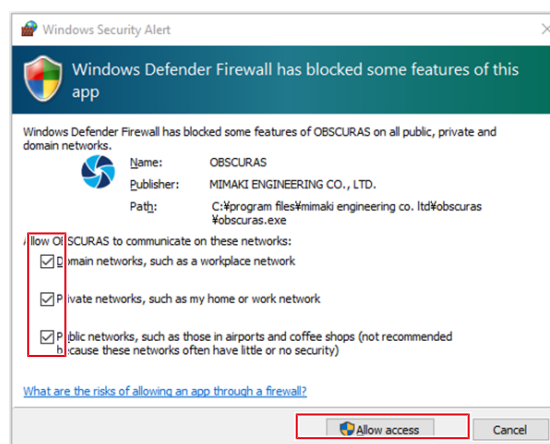 Windows Security Alert
Windows Defender Firewall has blocked some features of this
app
Windows Defender Firewall has blocked some features of OBSCURAS on all public, private and
domain networks.
Name: OBSCURAS
Publisher: MIMAKI ENGINEERING CO., LTD.
Path: C:¥program files¥mimaki engineering co. ltd¥obscuras
¥obscuras.exe
Allow OBSCURAS to communicate on these networks:
Domain networks, such as a workplace network
Private networks, such as my home or work network
Public networks, such as those in airports and coffee shops (not recommended
because these networks often have little or no security)
What are the risks of allowing an app through a firewall?
Allow access Cancel